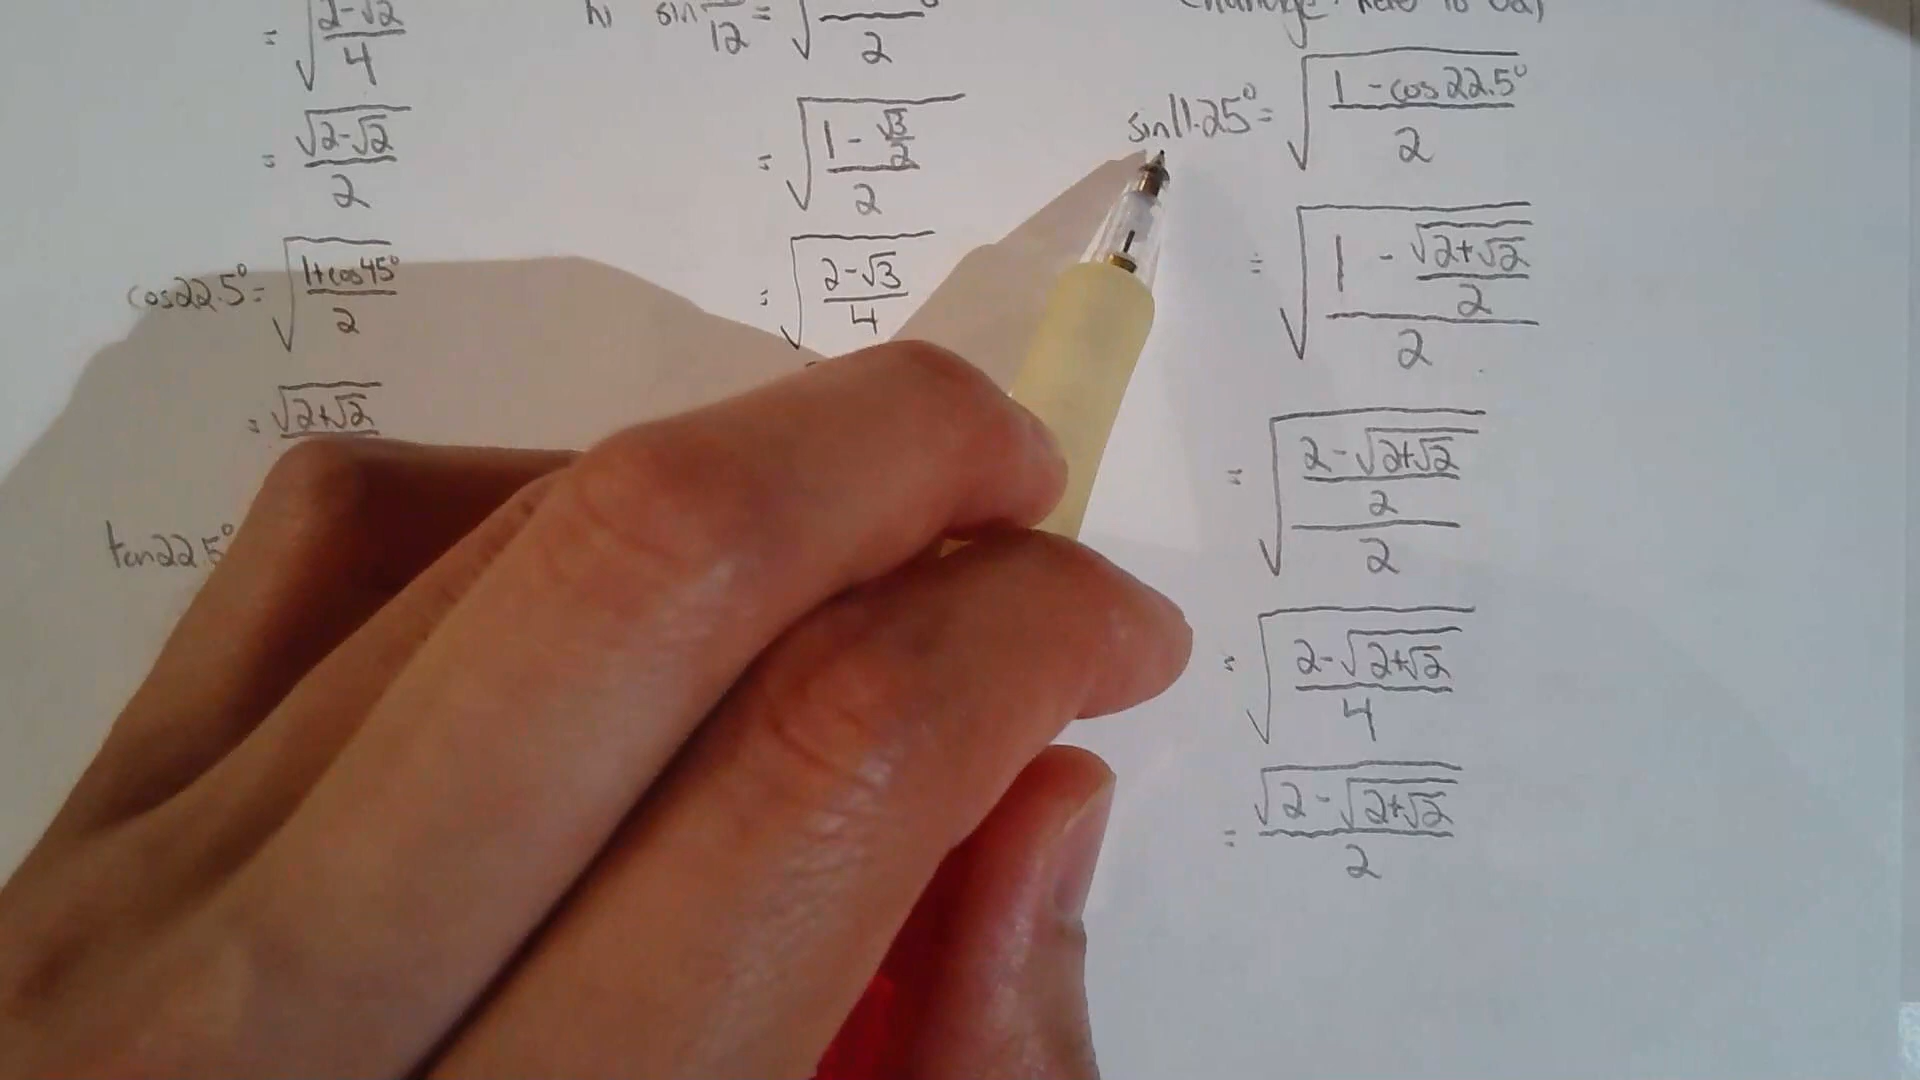 = √((2-√2)/4)
= √(2-√2)/2
cos22.5° = √((1+cos45°)/2)
= √(2+√2)
tan22.5°
sin 12 = √( /2)
= √((1 - √3/2)/2)
= √((2-√3)/4)
sin11.25° = √((1 - cos22.5°)/2)
= √((1 - √(2+√2)/2)/2)
= √(((2-√(2+√2))/2)/2)
= √((2-√(2+√2))/4)
= √(2-√(2+√2))/2